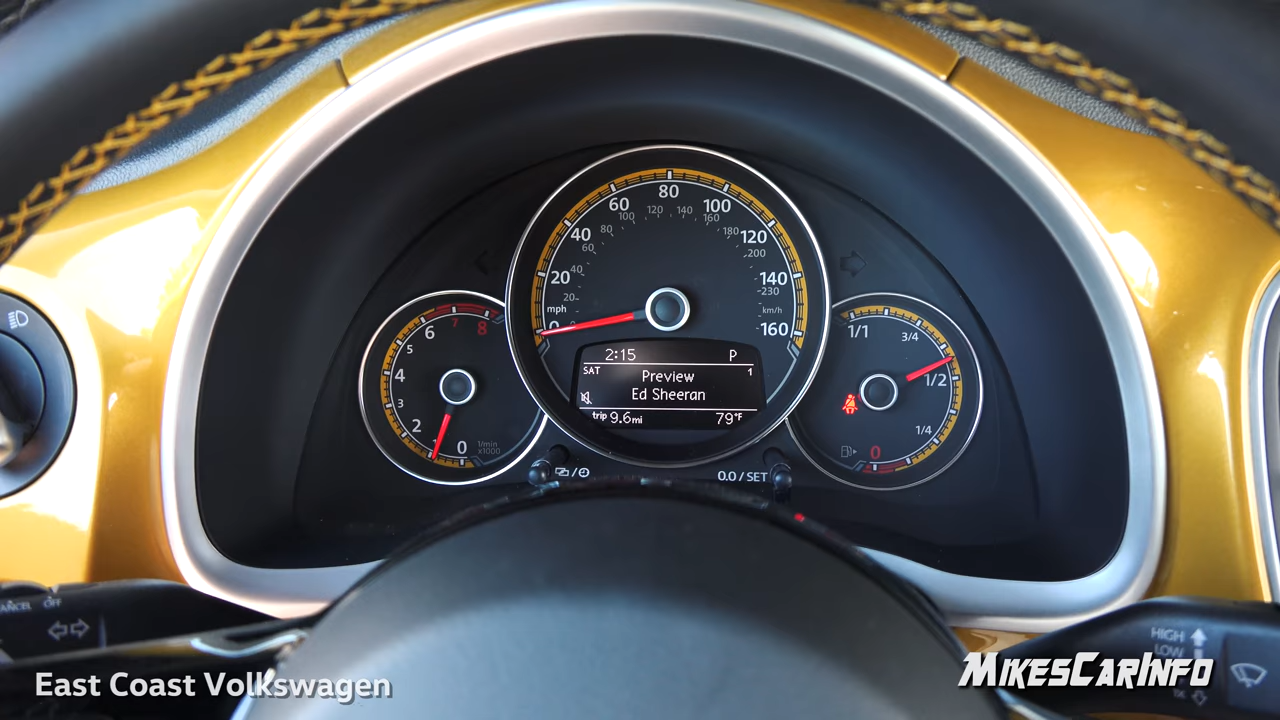 80
60 100
100 120 140 160
40 80 180 120
60 200
20 40 140
20 230
mph km/h
0 160
2:15 P
SAT 1
Preview
Ed Sheeran
trip 9.6mi 79°F
6 7 8
5
4
3
2
1 0
1/min
x1000
1/1 3/4
1/2
1/4
0
0.0 / SET
CANCEL OFF
HIGH
LOW
East Coast Volkswagen
MikesCarInfo